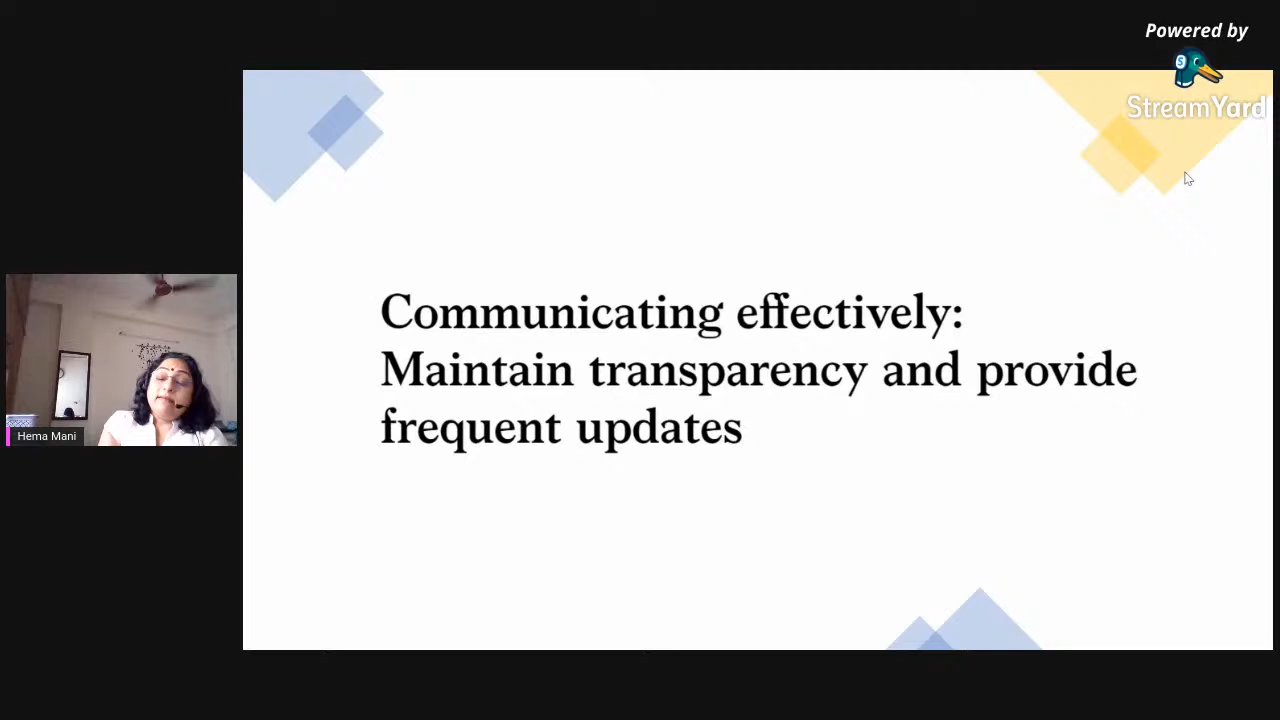 Powered by
StreamYard
Communicating effectively:
Maintain transparency and provide
frequent updates
Hema Mani